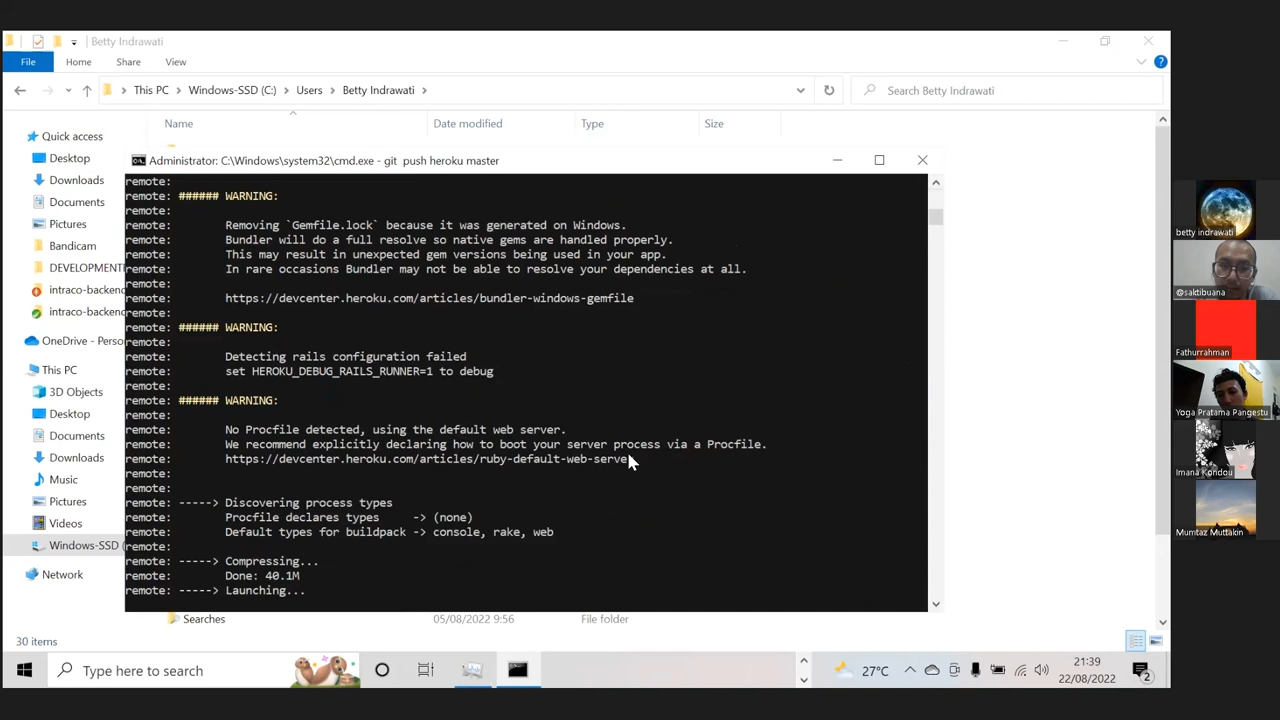 Betty Indrawati
File Home Share View
This PC > Windows-SSD (C:) > Users > Betty Indrawati >
Search Betty Indrawati
Name Date modified Type Size
Quick access
Desktop
Downloads
Documents
Pictures
Bandicam
DEVELOPMENT
intraco-backend
intraco-backend
OneDrive - Perso
This PC
3D Objects
Desktop
Documents
Downloads
Music
Pictures
Videos
Windows-SSD (
Network
Administrator: C:\Windows\system32\cmd.exe - git push heroku master
remote:
remote: ###### WARNING:
remote:
remote: Removing `Gemfile.lock` because it was generated on Windows.
remote: Bundler will do a full resolve so native gems are handled properly.
remote: This may result in unexpected gem versions being used in your app.
remote: In rare occasions Bundler may not be able to resolve your dependencies at all.
remote:
remote: https://devcenter.heroku.com/articles/bundler-windows-gemfile
remote:
remote: ###### WARNING:
remote:
remote: Detecting rails configuration failed
remote: set HEROKU_DEBUG_RAILS_RUNNER=1 to debug
remote:
remote: ###### WARNING:
remote:
remote: No Procfile detected, using the default web server.
remote: We recommend explicitly declaring how to boot your server process via a Procfile.
remote: https://devcenter.heroku.com/articles/ruby-default-web-server
remote:
remote:
remote: -----> Discovering process types
remote: Procfile declares types -> (none)
remote: Default types for buildpack -> console, rake, web
remote:
remote: -----> Compressing...
remote: Done: 40.1M
remote: -----> Launching...
Searches 05/08/2022 9:56 File folder
30 items
Type here to search
27°C
21:39
22/08/2022
2
betty indrawati
@saktibuana
Fathurrahman
Yoga Pratama Pangestu
Imana Kondou
Mumtaz Muttakin